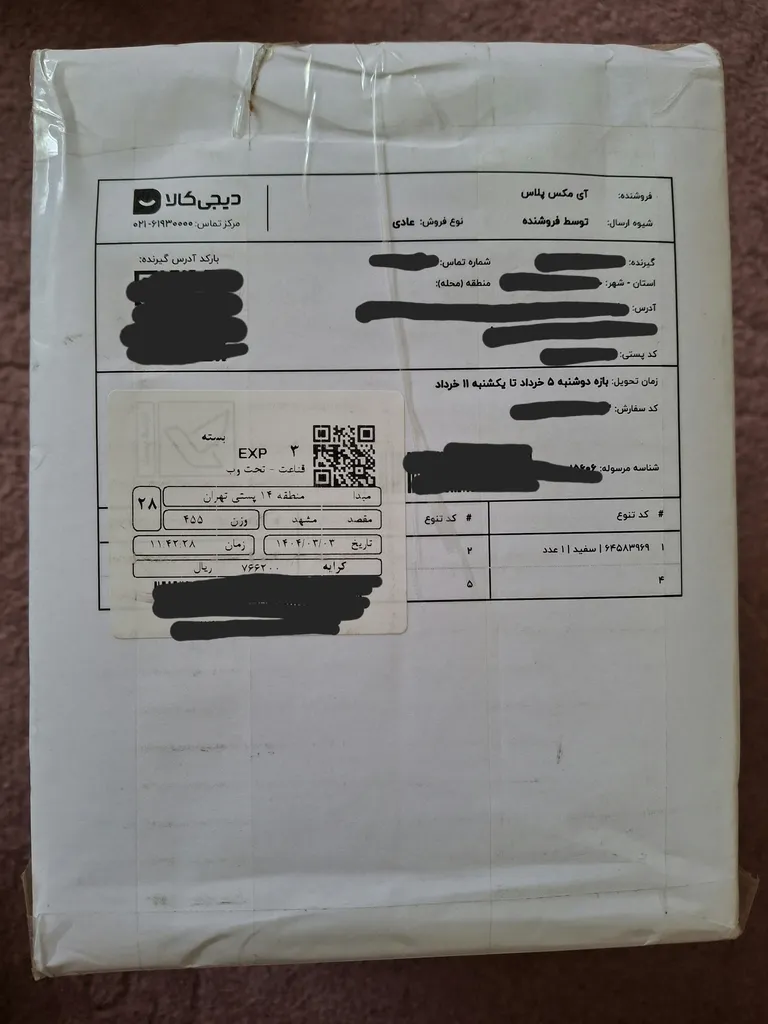 فروشنده: آی مکس پلاس
شیوه ارسال: توسط فروشنده
نوع فروش: عادی
دیجی‌کالا
مرکز تماس: ۰۲۱-۶۱۹۳۰۰۰۰
گیرنده:
شماره تماس:
استان - شهر:
منطقه (محله):
آدرس:
کد پستی:
بارکد آدرس گیرنده:
زمان تحویل: بازه دوشنبه ۵ خرداد تا یکشنبه ۱۱ خرداد
کد سفارش:
شناسه مرسوله:
# کد تنوع
# کد تنوع
۱ ۶۴۵۸۳۹۶۹ | سفید | ۱ عدد
۲
۴
۵
بسته
EXP ۳
قناعت - تحت وب
مبدا منطقه ۱۴ پستی تهران
۲۸
مقصد مشهد
وزن ۴۵۵
تاریخ ۱۴۰۴/۰۳/۰۳
زمان ۱۱:۴۲:۲۸
کرایه ۷۶۶۲۰۰ ریال